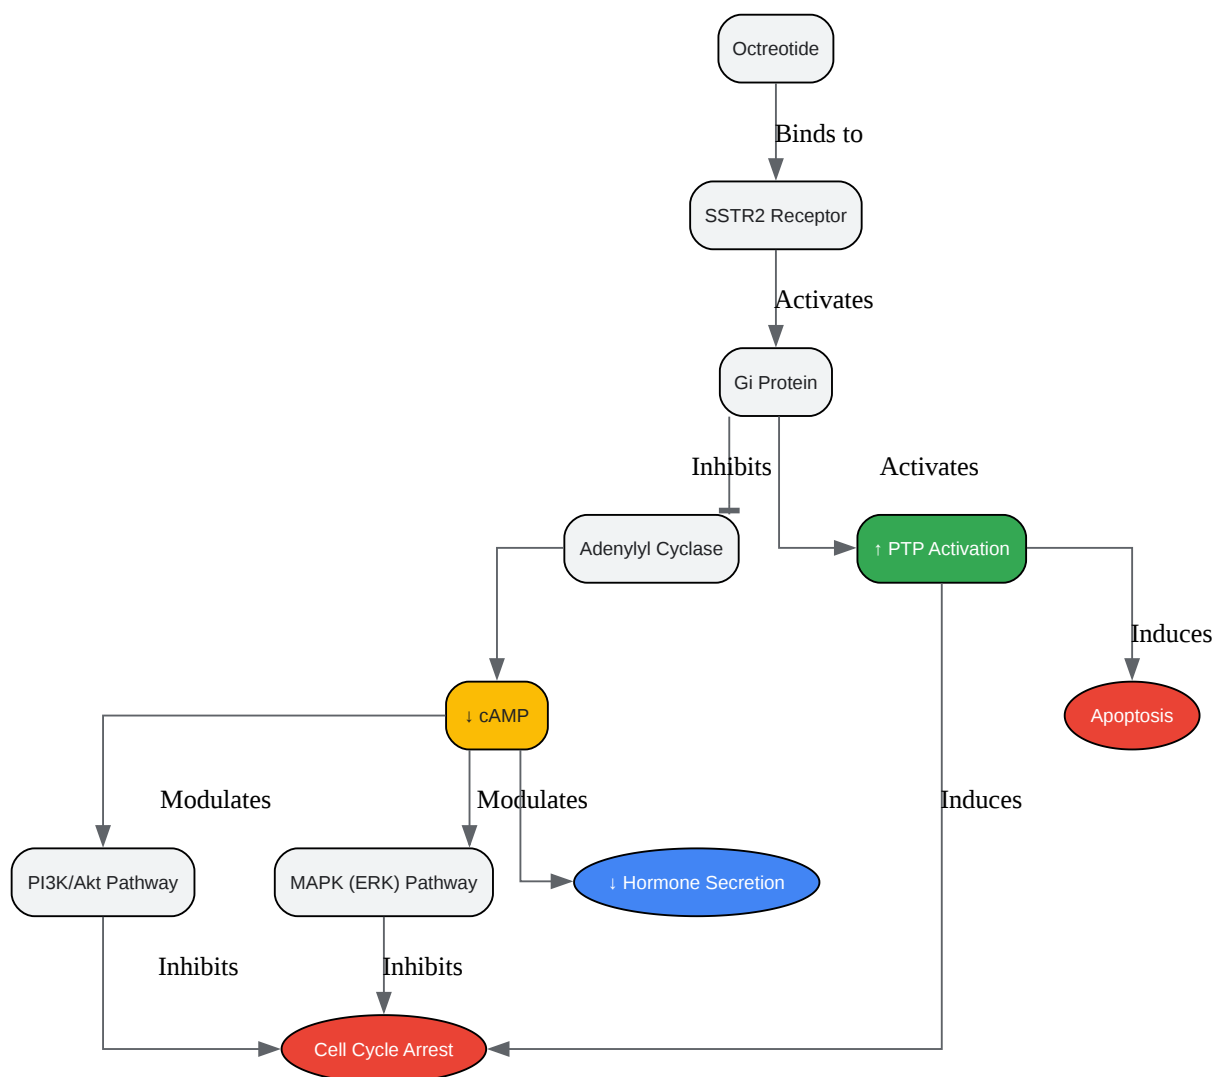 Octreotide
Binds to
SSTR2 Receptor
Activates
Gi Protein
Inhibits
Activates
Adenylyl Cyclase
↑ PTP Activation
Induces
↓ cAMP
Apoptosis
Modulates
Modulates
Induces
PI3K/Akt Pathway
MAPK (ERK) Pathway
↓ Hormone Secretion
Inhibits
Inhibits
Cell Cycle Arrest